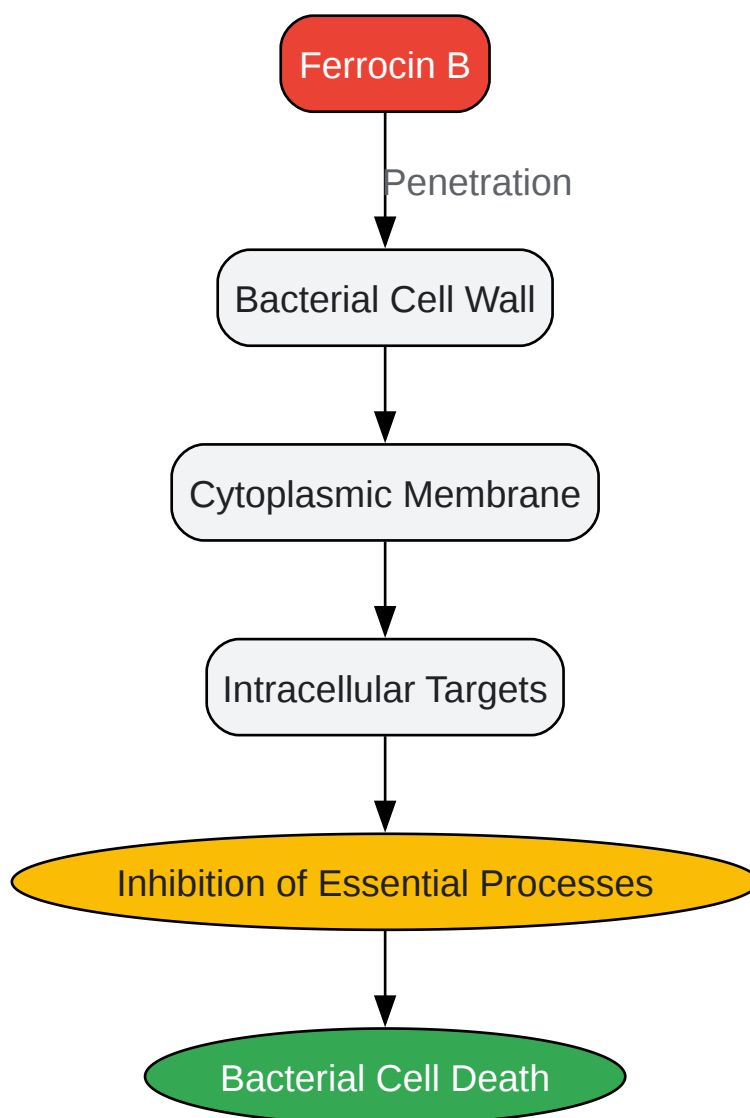 Ferrocin B
Penetration
Bacterial Cell Wall
Cytoplasmic Membrane
Intracellular Targets
Inhibition of Essential Processes
Bacterial Cell Death